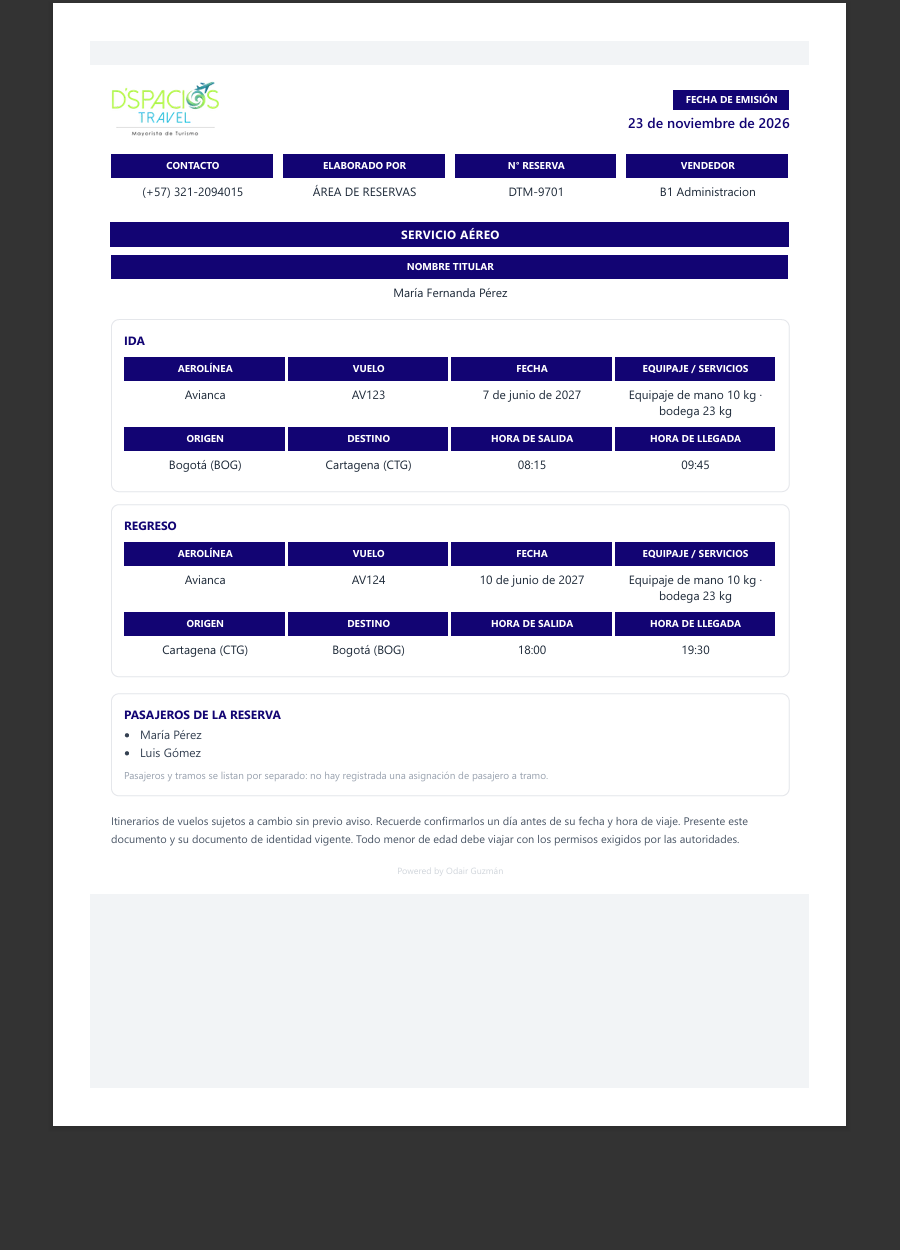 D'SPACIOS
TRAVEL
Mayorista de Turismo
FECHA DE EMISIÓN
23 de noviembre de 2026
CONTACTO ELABORADO POR N° RESERVA VENDEDOR
(+57) 321-2094015 ÁREA DE RESERVAS DTM-9701 B1 Administracion
SERVICIO AÉREO
NOMBRE TITULAR
María Fernanda Pérez
IDA
AEROLÍNEA VUELO FECHA EQUIPAJE / SERVICIOS
Avianca AV123 7 de junio de 2027 Equipaje de mano 10 kg ·
bodega 23 kg
ORIGEN DESTINO HORA DE SALIDA HORA DE LLEGADA
Bogotá (BOG) Cartagena (CTG) 08:15 09:45
REGRESO
AEROLÍNEA VUELO FECHA EQUIPAJE / SERVICIOS
Avianca AV124 10 de junio de 2027 Equipaje de mano 10 kg ·
bodega 23 kg
ORIGEN DESTINO HORA DE SALIDA HORA DE LLEGADA
Cartagena (CTG) Bogotá (BOG) 18:00 19:30
PASAJEROS DE LA RESERVA
• María Pérez
• Luis Gómez
Pasajeros y tramos se listan por separado: no hay registrada una asignación de pasajero a tramo.
Itinerarios de vuelos sujetos a cambio sin previo aviso. Recuerde confirmarlos un día antes de su fecha y hora de viaje. Presente este
documento y su documento de identidad vigente. Todo menor de edad debe viajar con los permisos exigidos por las autoridades.
Powered by Odair Guzmán